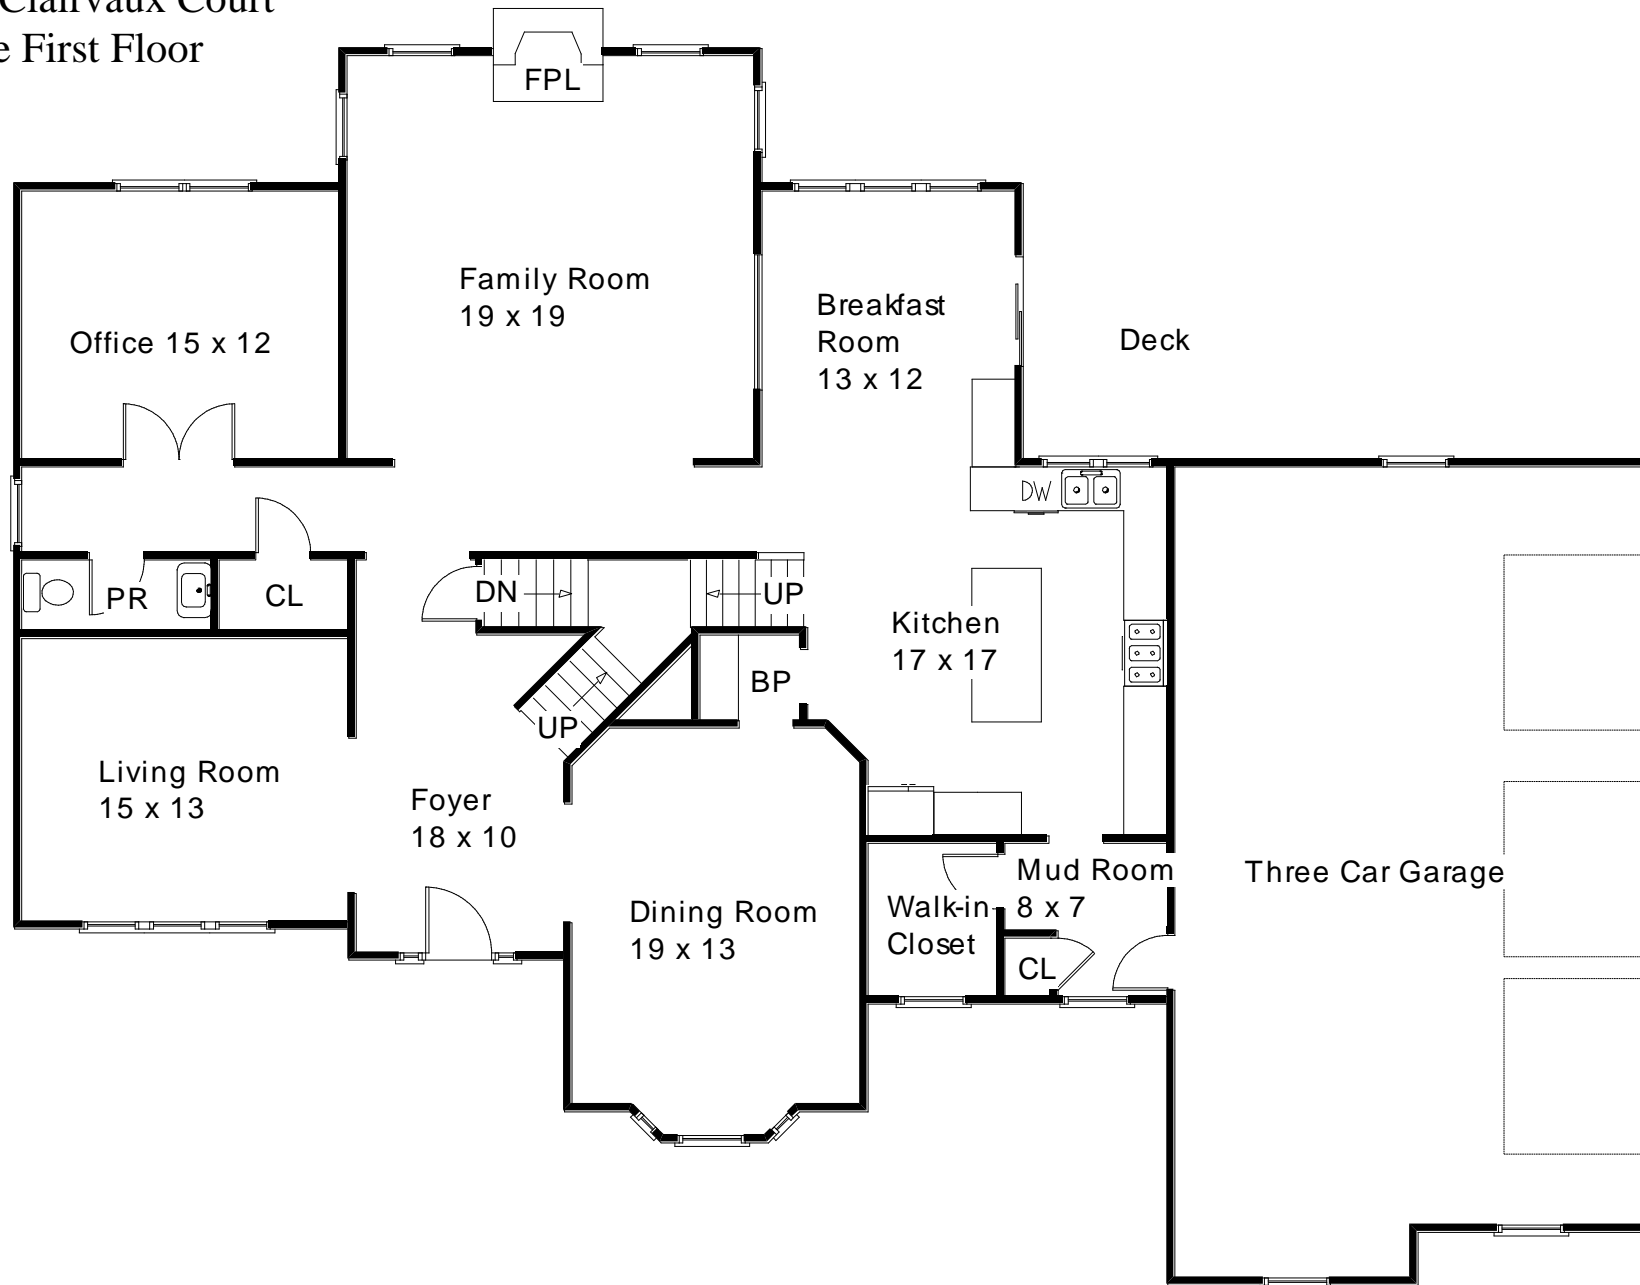 Clairvaux Court
First Floor
FPL
Family Room
19 x 19
Breakfast
Room
13 x 12
Office 15 x 12
Deck
DW
DN
UP
PR
CL
Kitchen
17 x 17
BP
UP
Living Room
15 x 13
Foyer
18 x 10
Mud Room
8 x 7
Three Car Garage
Dining Room
19 x 13
Walk-in
Closet
CL